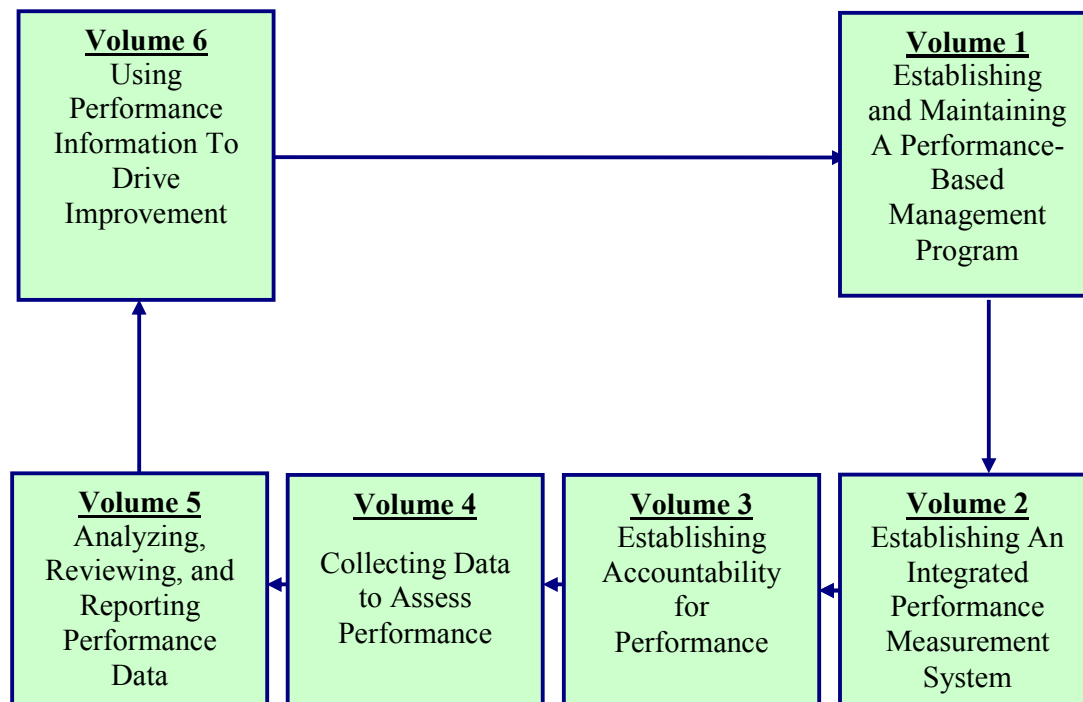 Volume 6
Using
Performance
Information To
Drive
Improvement
Volume 1
Establishing
and Maintaining
A Performance-
Based
Management
Program
Volume 5
Analyzing,
Reviewing, and
Reporting
Performance
Data
Volume 4
Collecting Data
to Assess
Performance
Volume 3
Establishing
Accountability
for
Performance
Volume 2
Establishing An
Integrated
Performance
Measurement
System